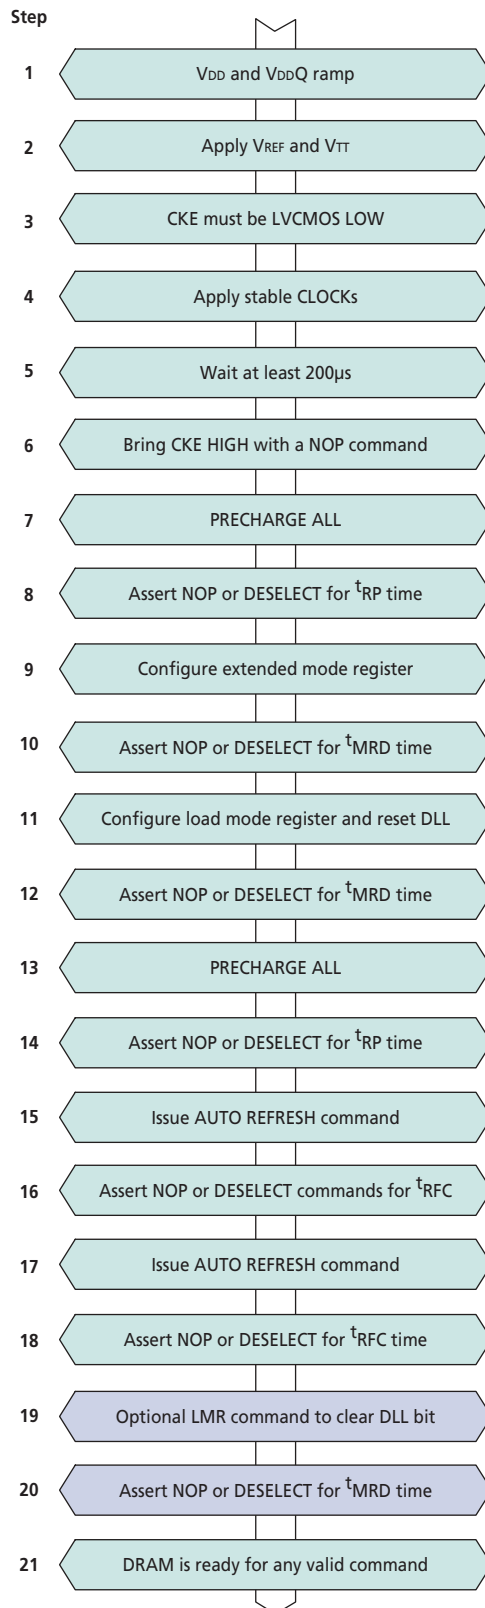 Step
1 VDD and VDDQ ramp
2 Apply VREF and VTT
3 CKE must be LVCMOS LOW
4 Apply stable CLOCKs
5 Wait at least 200µs
6 Bring CKE HIGH with a NOP command
7 PRECHARGE ALL
8 Assert NOP or DESELECT for tRP time
9 Configure extended mode register
10 Assert NOP or DESELECT for tMRD time
11 Configure load mode register and reset DLL
12 Assert NOP or DESELECT for tMRD time
13 PRECHARGE ALL
14 Assert NOP or DESELECT for tRP time
15 Issue AUTO REFRESH command
16 Assert NOP or DESELECT commands for tRFC
17 Issue AUTO REFRESH command
18 Assert NOP or DESELECT for tRFC time
19 Optional LMR command to clear DLL bit
20 Assert NOP or DESELECT for tMRD time
21 DRAM is ready for any valid command